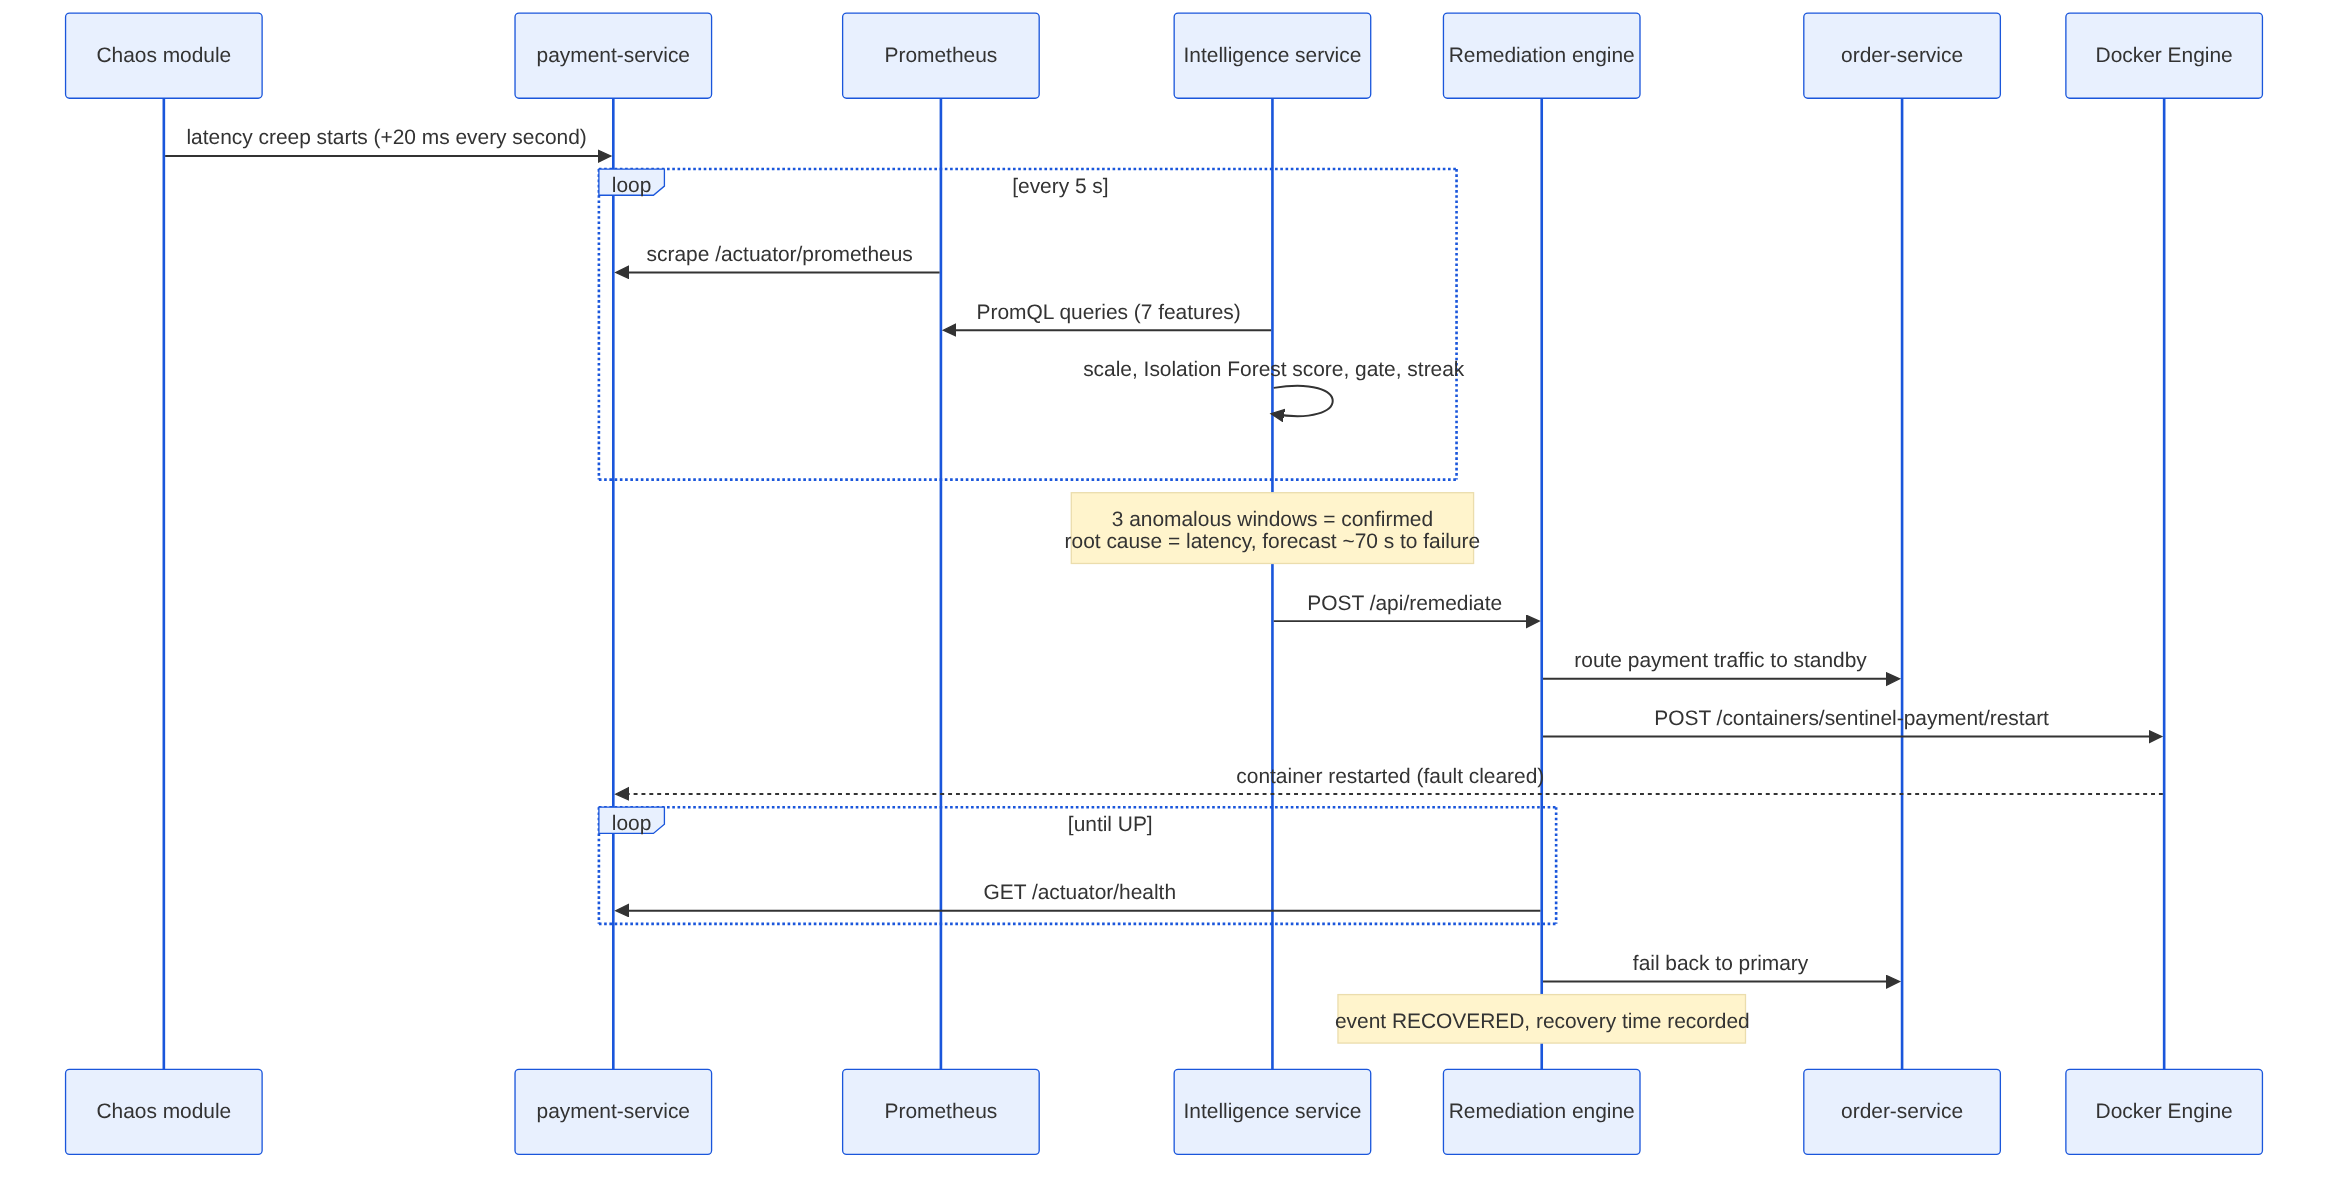 Chaos module
payment-service
Prometheus
Intelligence service
Remediation engine
order-service
Docker Engine
latency creep starts (+20 ms every second)
loop
[every 5 s]
scrape /actuator/prometheus
PromQL queries (7 features)
scale, Isolation Forest score, gate, streak
3 anomalous windows = confirmed
root cause = latency, forecast ~70 s to failure
POST /api/remediate
route payment traffic to standby
POST /containers/sentinel-payment/restart
container restarted (fault cleared)
loop
[until UP]
GET /actuator/health
fail back to primary
event RECOVERED, recovery time recorded
Chaos module
payment-service
Prometheus
Intelligence service
Remediation engine
order-service
Docker Engine